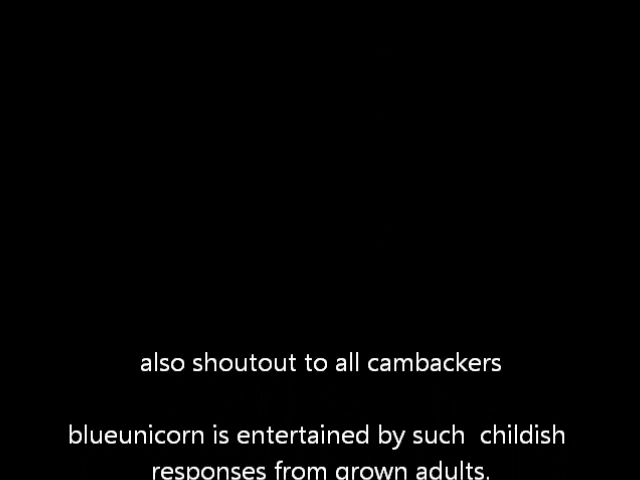 also shoutout to all cambackers
blueunicorn is entertained by such  childish
responses from grown adults.